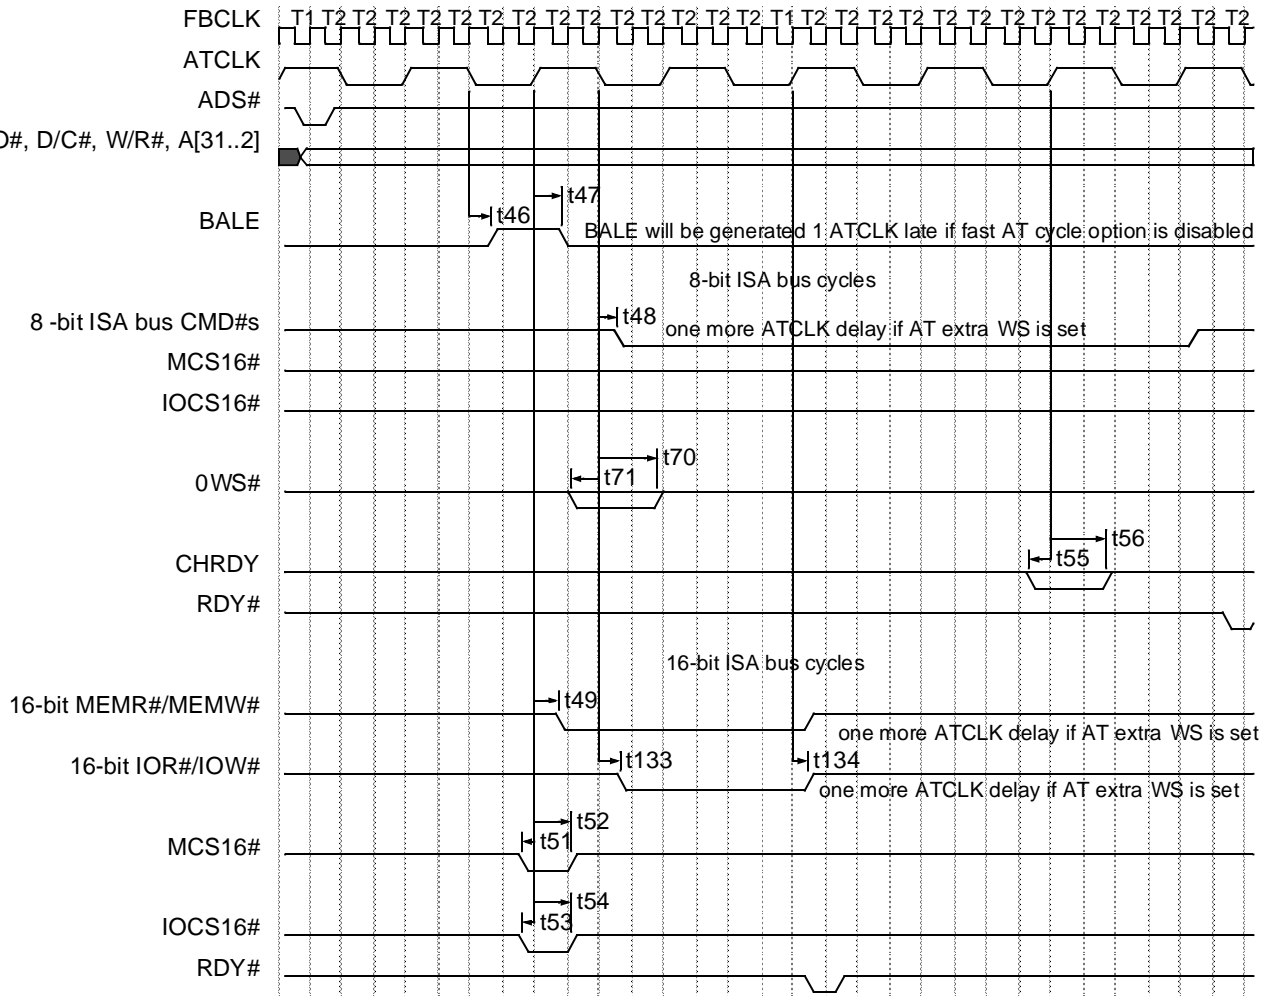 FBCLK T1 T2 T2 T2 T2 T2 T2 T2 T2 T2 T2 T2 T2 T2 T2 T1 T2 T2 T2 T2 T2 T2 T2 T2 T2 T2 T2 T2 T2 T2
ATCLK
ADS#
O#, D/C#, W/R#, A[31..2]
t47
t46
BALE
BALE will be generated 1 ATCLK late if fast AT cycle option is disabled
8-bit ISA bus cycles
t48
8 -bit ISA bus CMD#s
one more ATCLK delay if AT extra WS is set
MCS16#
IOCS16#
t70
t71
0WS#
t56
t55
CHRDY
RDY#
16-bit ISA bus cycles
t49
16-bit MEMR#/MEMW#
one more ATCLK delay if AT extra WS is set
t133
t134
16-bit IOR#/IOW#
one more ATCLK delay if AT extra WS is set
t52
t51
MCS16#
t54
t53
IOCS16#
RDY#